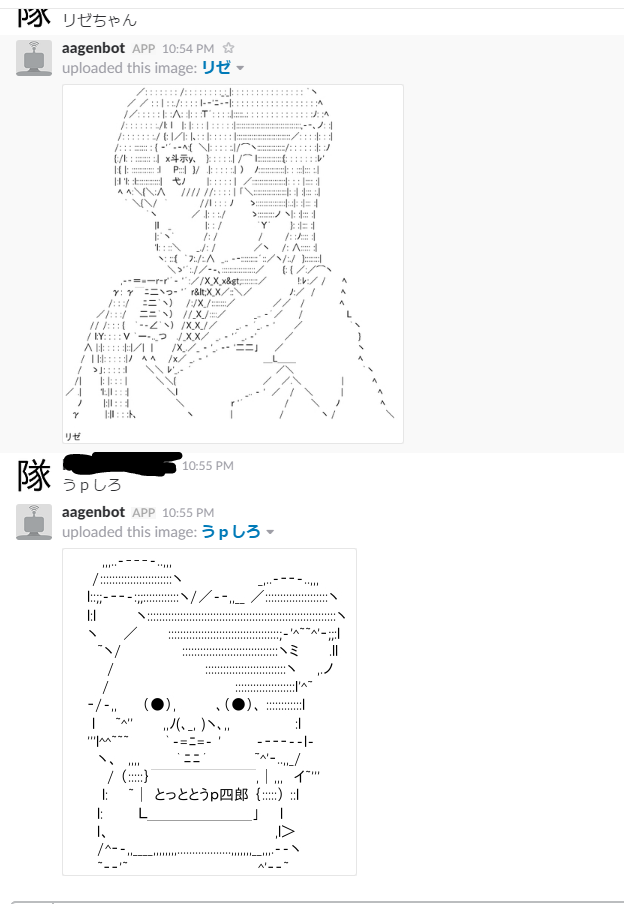 隊 リゼちゃん
aagenbot APP 10:54 PM
uploaded this image: リゼ
リゼ
隊 10:55 PM
うpしろ
aagenbot APP 10:55 PM
uploaded this image: うpしろ
とっととうp四郎